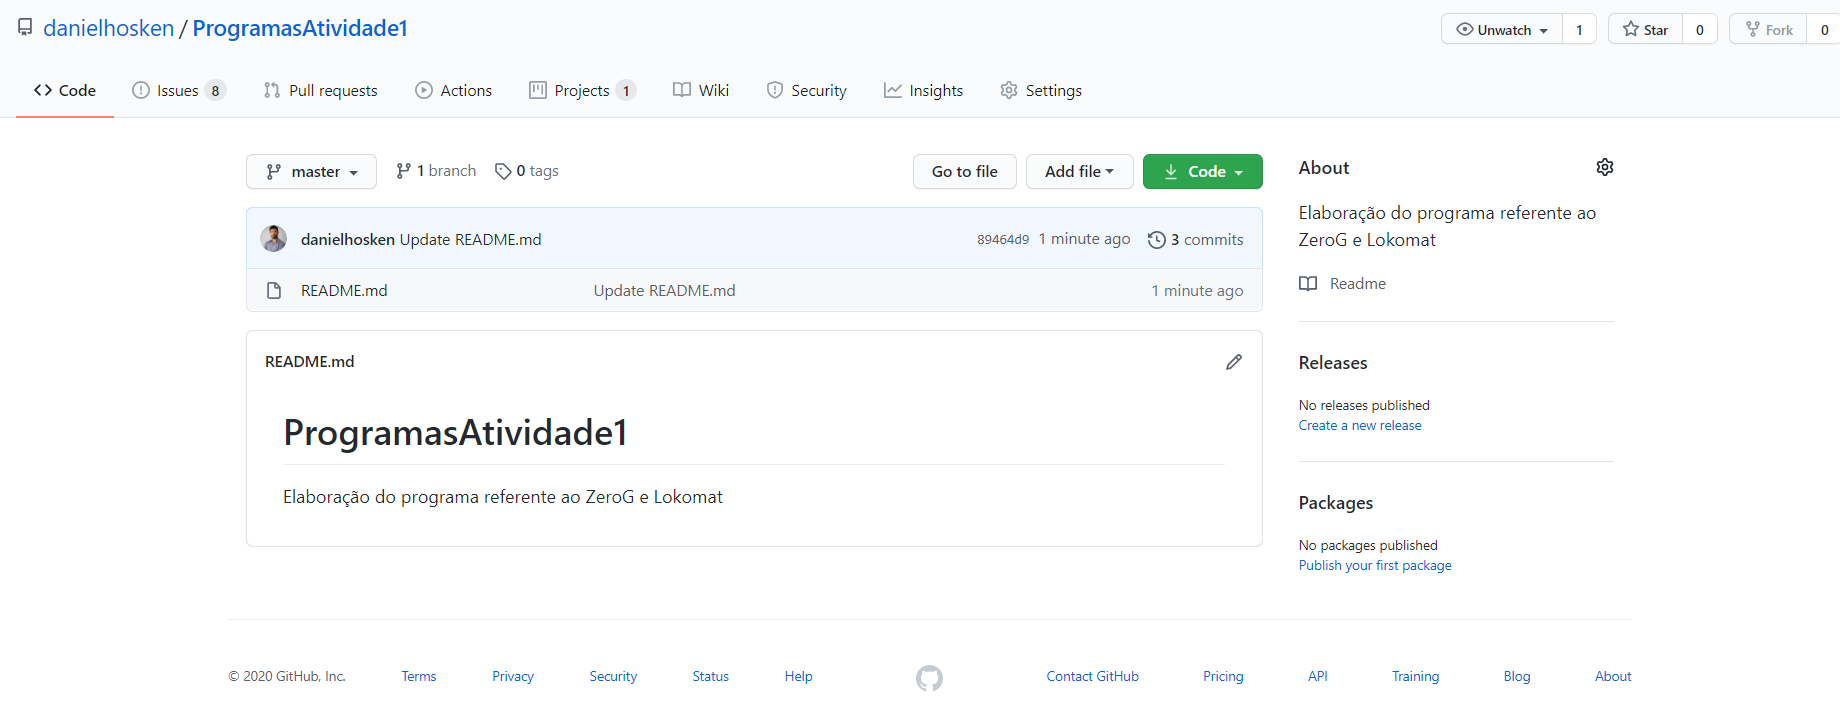 danielhosken / ProgramasAtividade1
Unwatch 1 Star 0 Fork 0
Code Issues 8 Pull requests Actions Projects 1 Wiki Security Insights Settings
master 1 branch 0 tags Go to file Add file Code
danielhosken Update README.md 89464d9 1 minute ago 3 commits
README.md Update README.md 1 minute ago
README.md
ProgramasAtividade1
Elaboração do programa referente ao ZeroG e Lokomat
About
Elaboração do programa referente ao
ZeroG e Lokomat
Readme
Releases
No releases published
Create a new release
Packages
No packages published
Publish your first package
© 2020 GitHub, Inc. Terms Privacy Security Status Help Contact GitHub Pricing API Training Blog About